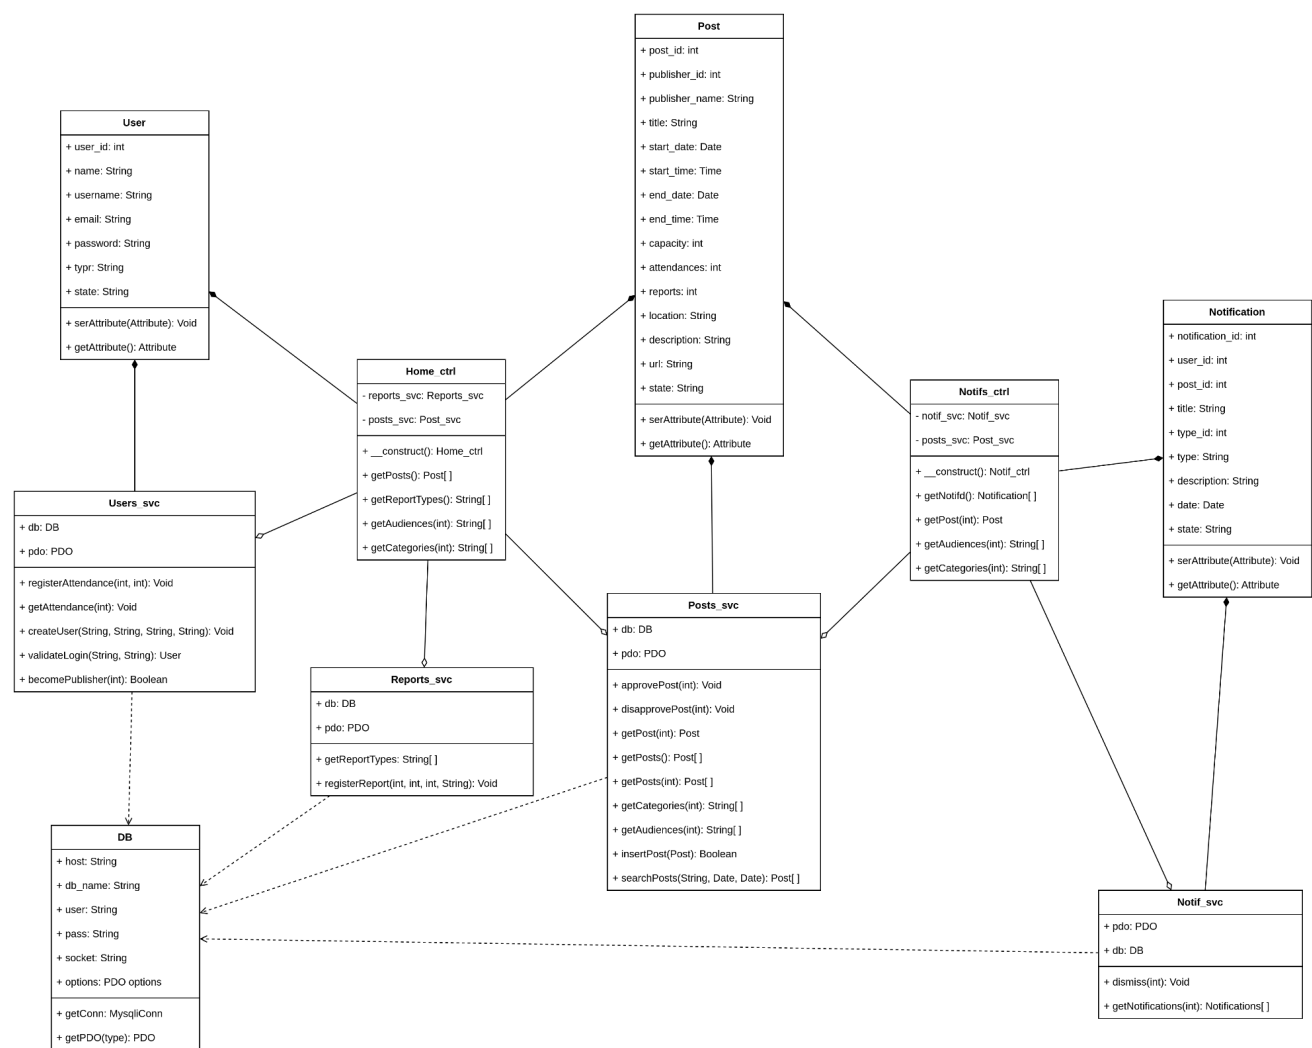 Post
+ post_id: int
+ publisher_id: int
+ publisher_name: String
+ title: String
+ start_date: Date
+ start_time: Time
+ end_date: Date
+ end_time: Time
+ capacity: int
+ attendances: int
+ reports: int
+ location: String
+ description: String
+ url: String
+ state: String
+ serAttribute(Attribute): Void
+ getAttribute(): Attribute
User
+ user_id: int
+ name: String
+ username: String
+ email: String
+ password: String
+ typr: String
+ state: String
+ serAttribute(Attribute): Void
+ getAttribute(): Attribute
Notification
+ notification_id: int
+ user_id: int
+ post_id: int
+ title: String
+ type_id: int
+ type: String
+ description: String
+ date: Date
+ state: String
+ serAttribute(Attribute): Void
+ getAttribute(): Attribute
Home_ctrl
- reports_svc: Reports_svc
- posts_svc: Post_svc
+ __construct(): Home_ctrl
+ getPosts(): Post[ ]
+ getReportTypes(): String[ ]
+ getAudiences(int): String[ ]
+ getCategories(int): String[ ]
Notifs_ctrl
- notif_svc: Notif_svc
- posts_svc: Post_svc
+ __construct(): Notif_ctrl
+ getNotifd(): Notification[ ]
+ getPost(int): Post
+ getAudiences(int): String[ ]
+ getCategories(int): String[ ]
Users_svc
+ db: DB
+ pdo: PDO
+ registerAttendance(int, int): Void
+ getAttendance(int): Void
+ createUser(String, String, String, String): Void
+ validateLogin(String, String): User
+ becomePublisher(int): Boolean
Posts_svc
+ db: DB
+ pdo: PDO
+ approvePost(int): Void
+ disapprovePost(int): Void
+ getPost(int): Post
+ getPosts(): Post[ ]
+ getPosts(int): Post[ ]
+ getCategories(int): String[ ]
+ getAudiences(int): String[ ]
+ insertPost(Post): Boolean
+ searchPosts(String, Date, Date): Post[ ]
Reports_svc
+ db: DB
+ pdo: PDO
+ getReportTypes: String[ ]
+ registerReport(int, int, int, String): Void
DB
+ host: String
+ db_name: String
+ user: String
+ pass: String
+ socket: String
+ options: PDO options
+ getConn: MysqliConn
+ getPDO(type): PDO
Notif_svc
+ pdo: PDO
+ db: DB
+ dismiss(int): Void
+ getNotifications(int): Notifications[ ]